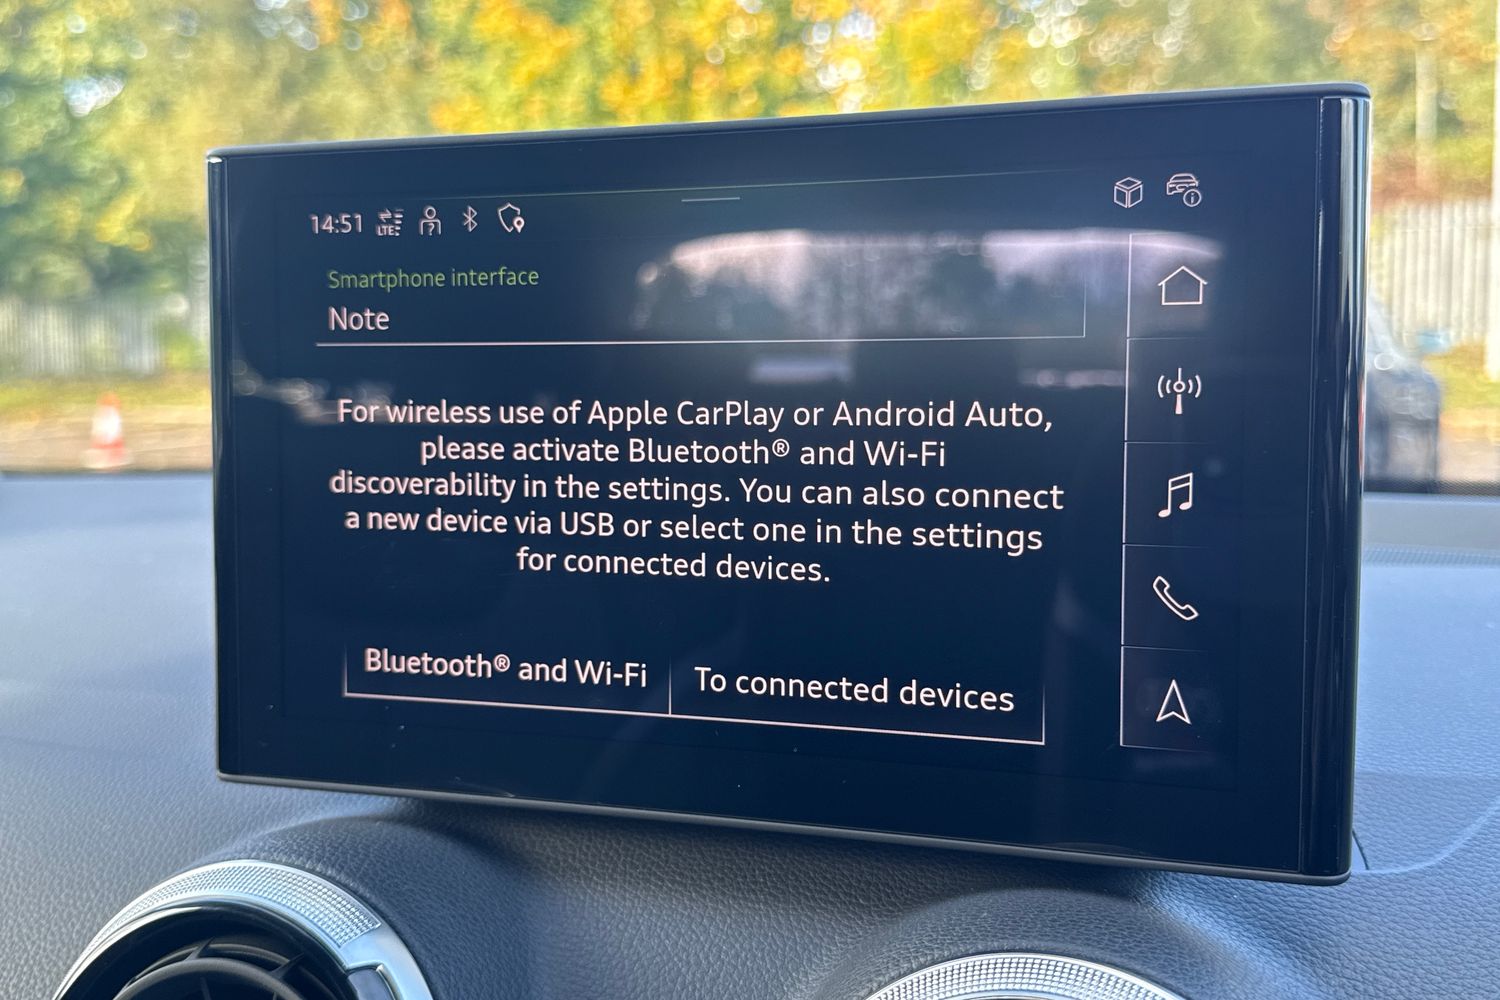 14:51 LTE
Smartphone interface
Note
For wireless use of Apple CarPlay or Android Auto,
please activate Bluetooth® and Wi-Fi
discoverability in the settings. You can also connect
a new device via USB or select one in the settings
for connected devices.
Bluetooth® and Wi-Fi
To connected devices